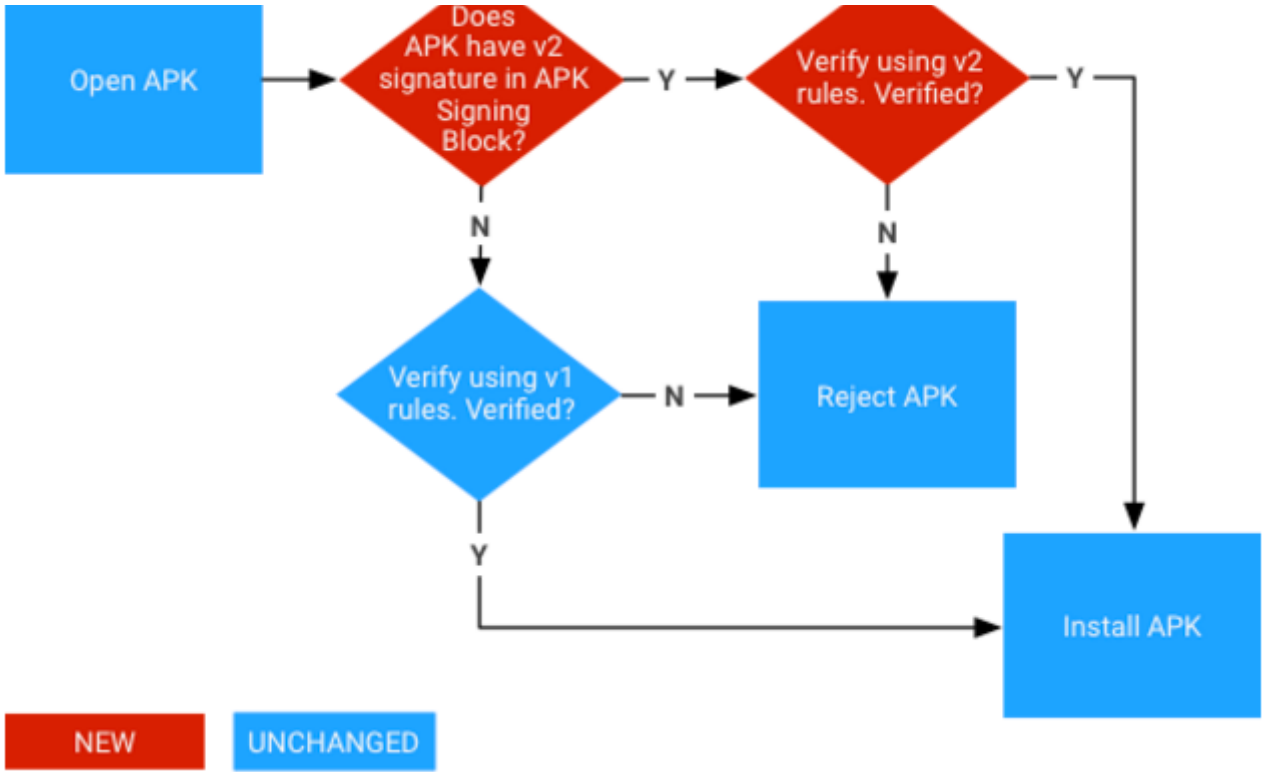 Open APK
Does
APK have v2
signature in APK
Signing
Block?
Y
Verify using v2
rules. Verified?
Y
N
N
Verify using v1
rules. Verified?
N
Reject APK
Y
Install APK
NEW
UNCHANGED